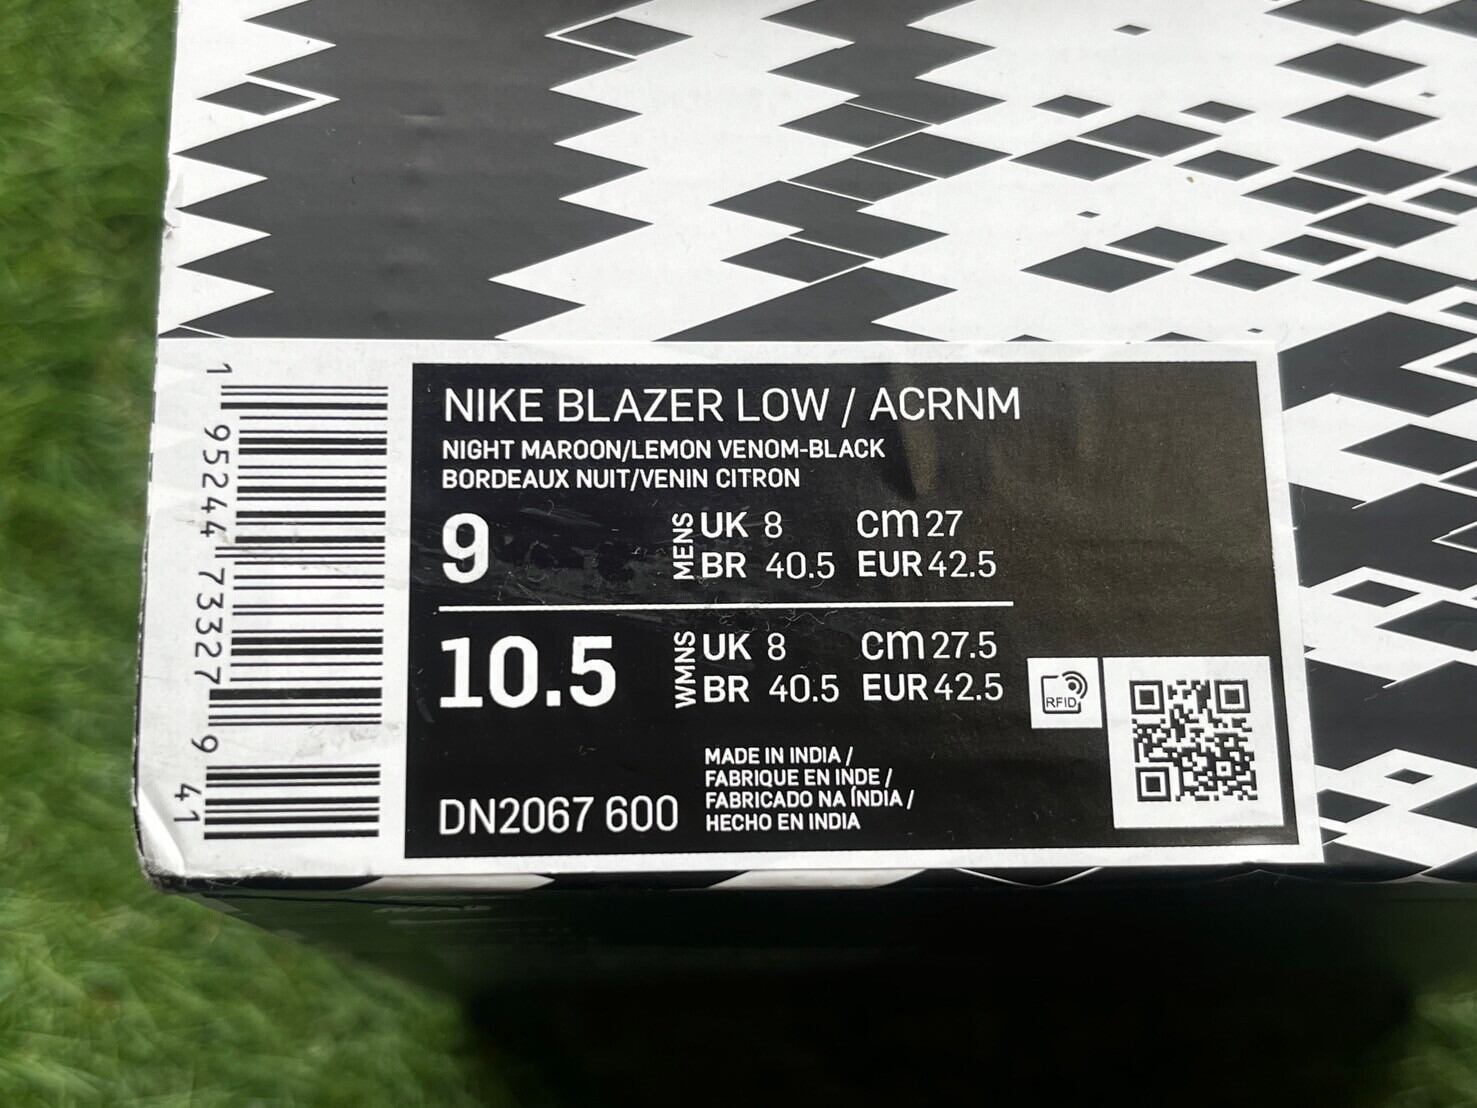 NIKE BLAZER LOW / ACRNM
NIGHT MAROON/LEMON VENOM-BLACK
BORDEAUX NUIT/VENIN CITRON
9 MENS UK 8 cm 27
BR 40.5 EUR 42.5
10.5 WMNS UK 8 cm 27.5
BR 40.5 EUR 42.5
RFID
MADE IN INDIA /
FABRIQUE EN INDE /
FABRICADO NA ÍNDIA /
HECHO EN INDIA
DN2067 600
1 95244 73327 9 41